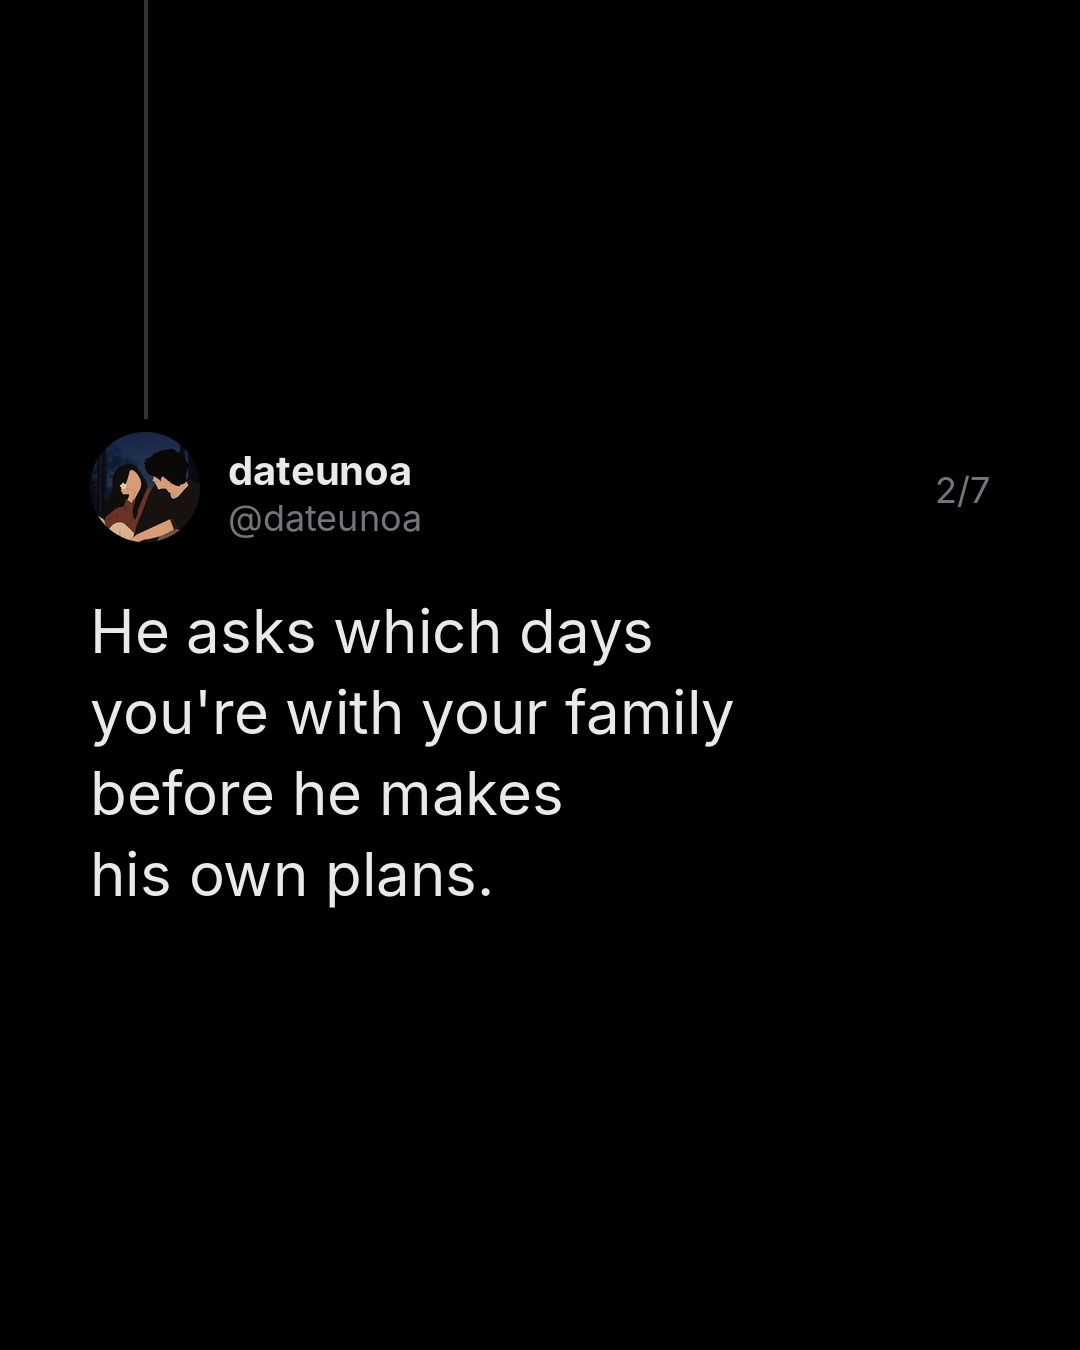 dateunoa
@dateunoa
2/7
He asks which days
you're with your family
before he makes
his own plans.